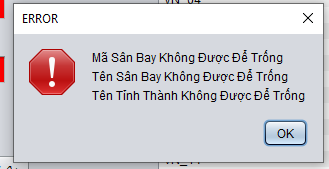 ERROR
Mã Sân Bay Không Được Để Trống
Tên Sân Bay Không Được Để Trống
Tên Tỉnh Thành Không Được Để Trống
OK